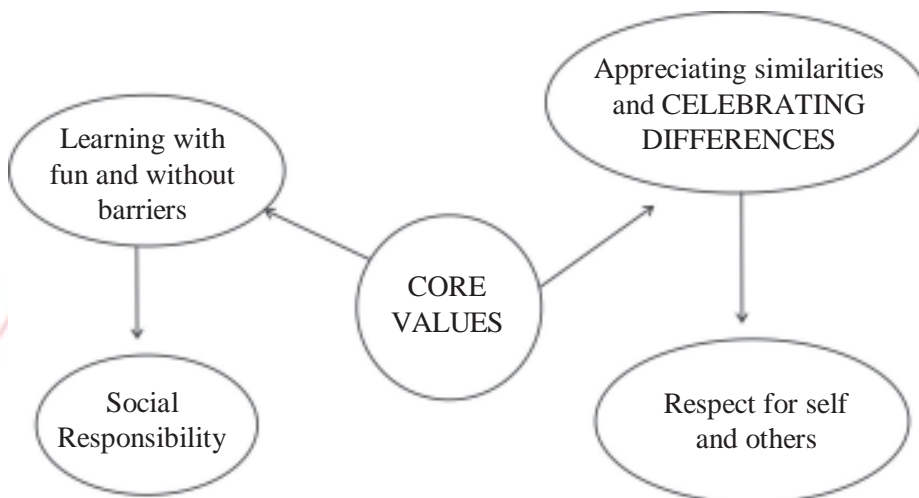 Appreciating similarities
and CELEBRATING
DIFFERENCES
Learning with
fun and without
barriers
CORE
VALUES
Social
Responsibility
Respect for self
and others